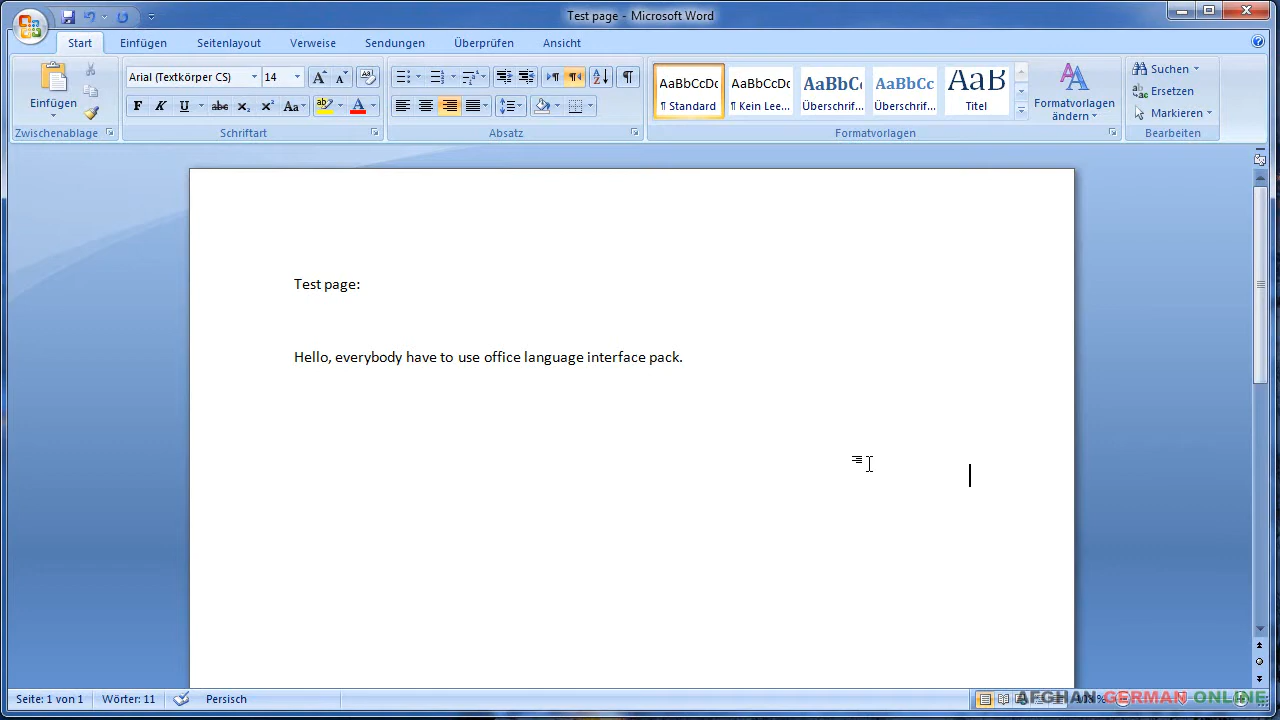 Test page - Microsoft Word
Start Einfügen Seitenlayout Verweise Sendungen Überprüfen Ansicht
Einfügen
Zwischenablage
Arial (Textkörper CS) 14
F K U abc x₂ x² Aa
Schriftart
Absatz
AaBbCcDc AaBbCcDc AaBbC AaBbCc AaB
¶ Standard ¶ Kein Lee... Überschrif... Überschrif... Titel
Formatvorlagen
ändern
Formatvorlagen
Suchen
Ersetzen
Markieren
Bearbeiten
Test page:
Hello, everybody have to use office language interface pack.
Seite: 1 von 1 Wörter: 11 Persisch
AFGHAN GERMAN ONLINE